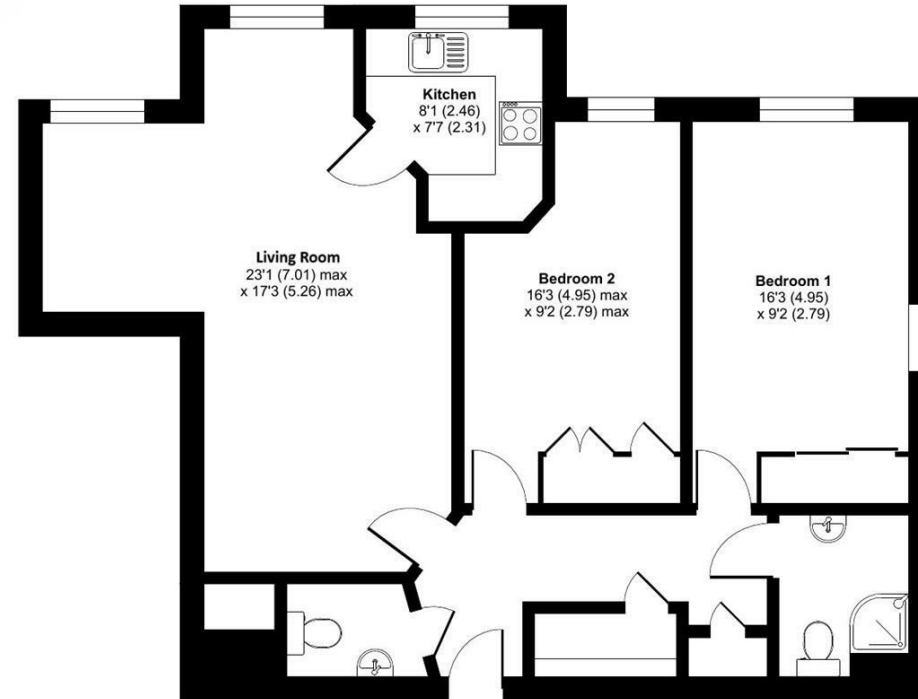 Kitchen
8'1 (2.46)
x 7'7 (2.31)
Living Room
23'1 (7.01) max
x 17'3 (5.26) max
Bedroom 2
16'3 (4.95) max
x 9'2 (2.79) max
Bedroom 1
16'3 (4.95)
x 9'2 (2.79)